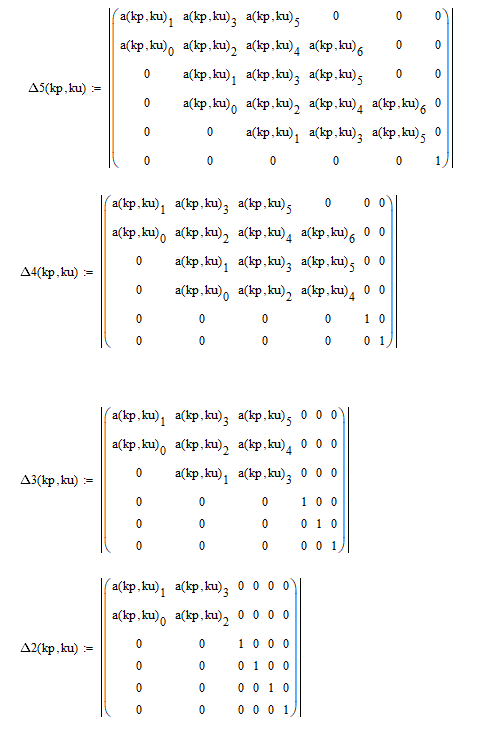 a(kp,ku)1 a(kp,ku)3 a(kp,ku)5 0 0 0
a(kp,ku)0 a(kp,ku)2 a(kp,ku)4 a(kp,ku)6 0 0
0 a(kp,ku)1 a(kp,ku)3 a(kp,ku)5 0 0
Δ5(kp,ku) :=
0 a(kp,ku)0 a(kp,ku)2 a(kp,ku)4 a(kp,ku)6 0
0 0 a(kp,ku)1 a(kp,ku)3 a(kp,ku)5 0
0 0 0 0 0 1
a(kp,ku)1 a(kp,ku)3 a(kp,ku)5 0 0 0
a(kp,ku)0 a(kp,ku)2 a(kp,ku)4 a(kp,ku)6 0 0
0 a(kp,ku)1 a(kp,ku)3 a(kp,ku)5 0 0
Δ4(kp,ku) :=
0 a(kp,ku)0 a(kp,ku)2 a(kp,ku)4 0 0
0 0 0 0 1 0
0 0 0 0 0 1
a(kp,ku)1 a(kp,ku)3 a(kp,ku)5 0 0 0
a(kp,ku)0 a(kp,ku)2 a(kp,ku)4 0 0 0
0 a(kp,ku)1 a(kp,ku)3 0 0 0
Δ3(kp,ku) :=
0 0 0 1 0 0
0 0 0 0 1 0
0 0 0 0 0 1
a(kp,ku)1 a(kp,ku)3 0 0 0 0
a(kp,ku)0 a(kp,ku)2 0 0 0 0
0 0 1 0 0 0
Δ2(kp,ku) :=
0 0 0 1 0 0
0 0 0 0 1 0
0 0 0 0 0 1